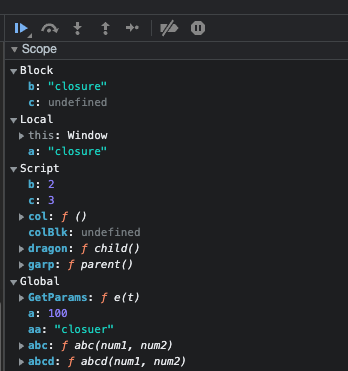 Scope
Block
b: "closure"
c: undefined
Local
this: Window
a: "closure"
Script
b: 2
c: 3
col: ƒ ()
colBlk: undefined
dragon: ƒ child()
garp: ƒ parent()
Global
GetParams: ƒ e(t)
a: 100
aa: "closuer"
abc: ƒ abc(num1, num2)
abcd: ƒ abcd(num1, num2)